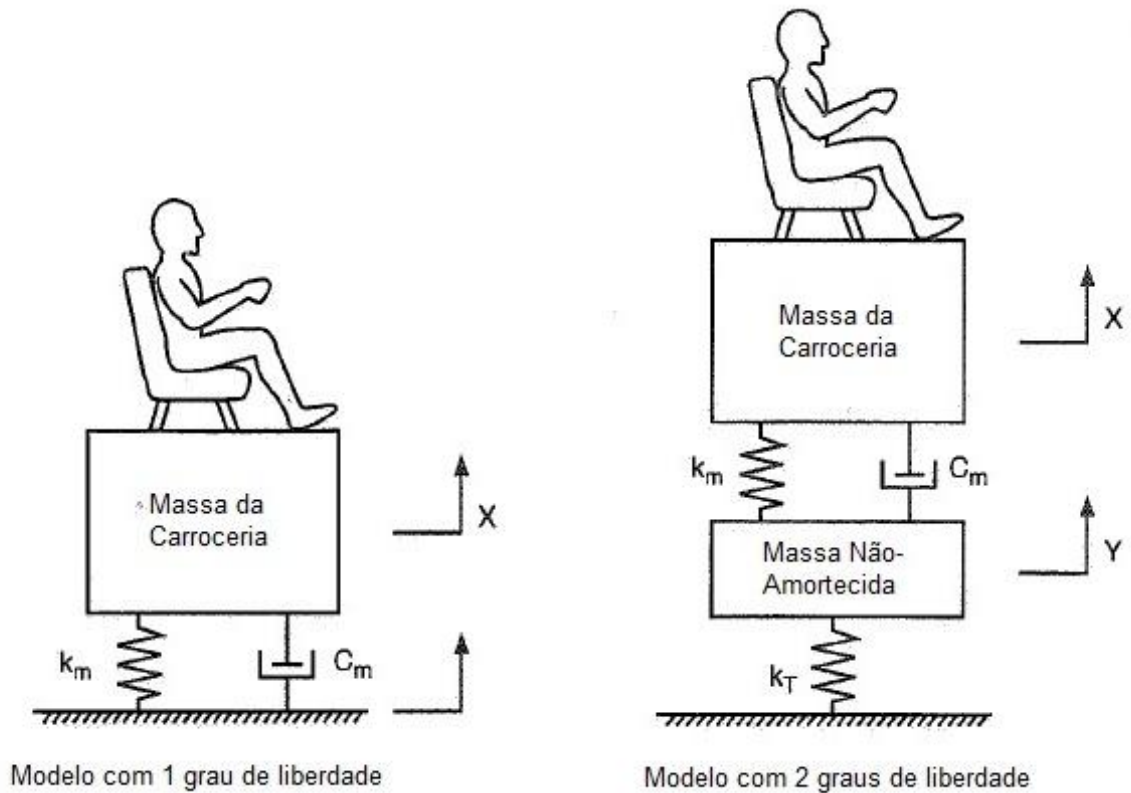 Massa da
Carroceria
X
k_m
C_m
Modelo com 1 grau de liberdade
Massa da
Carroceria
X
k_m
C_m
Massa Não-
Amortecida
Y
k_T
Modelo com 2 graus de liberdade